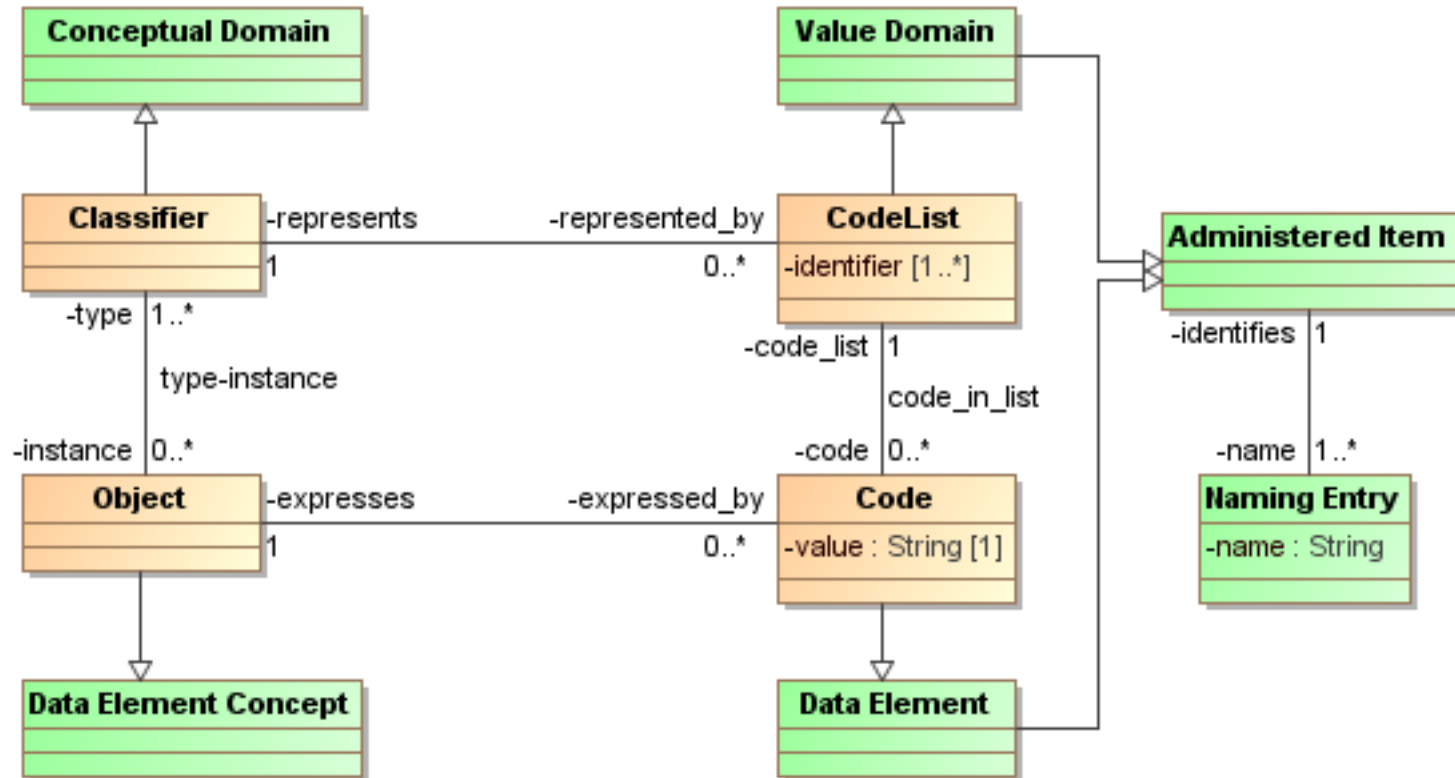 Conceptual Domain
Value Domain
Classifier
-represents
-represented_by
CodeList
1
0..*
-identifier [1..*]
Administered Item
-type
1..*
-code_list
1
-identifies
1
type-instance
code_in_list
-instance
0..*
-code
0..*
-name
1..*
Object
-expresses
-expressed_by
Code
Naming Entry
1
0..*
-value : String [1]
-name : String
Data Element Concept
Data Element